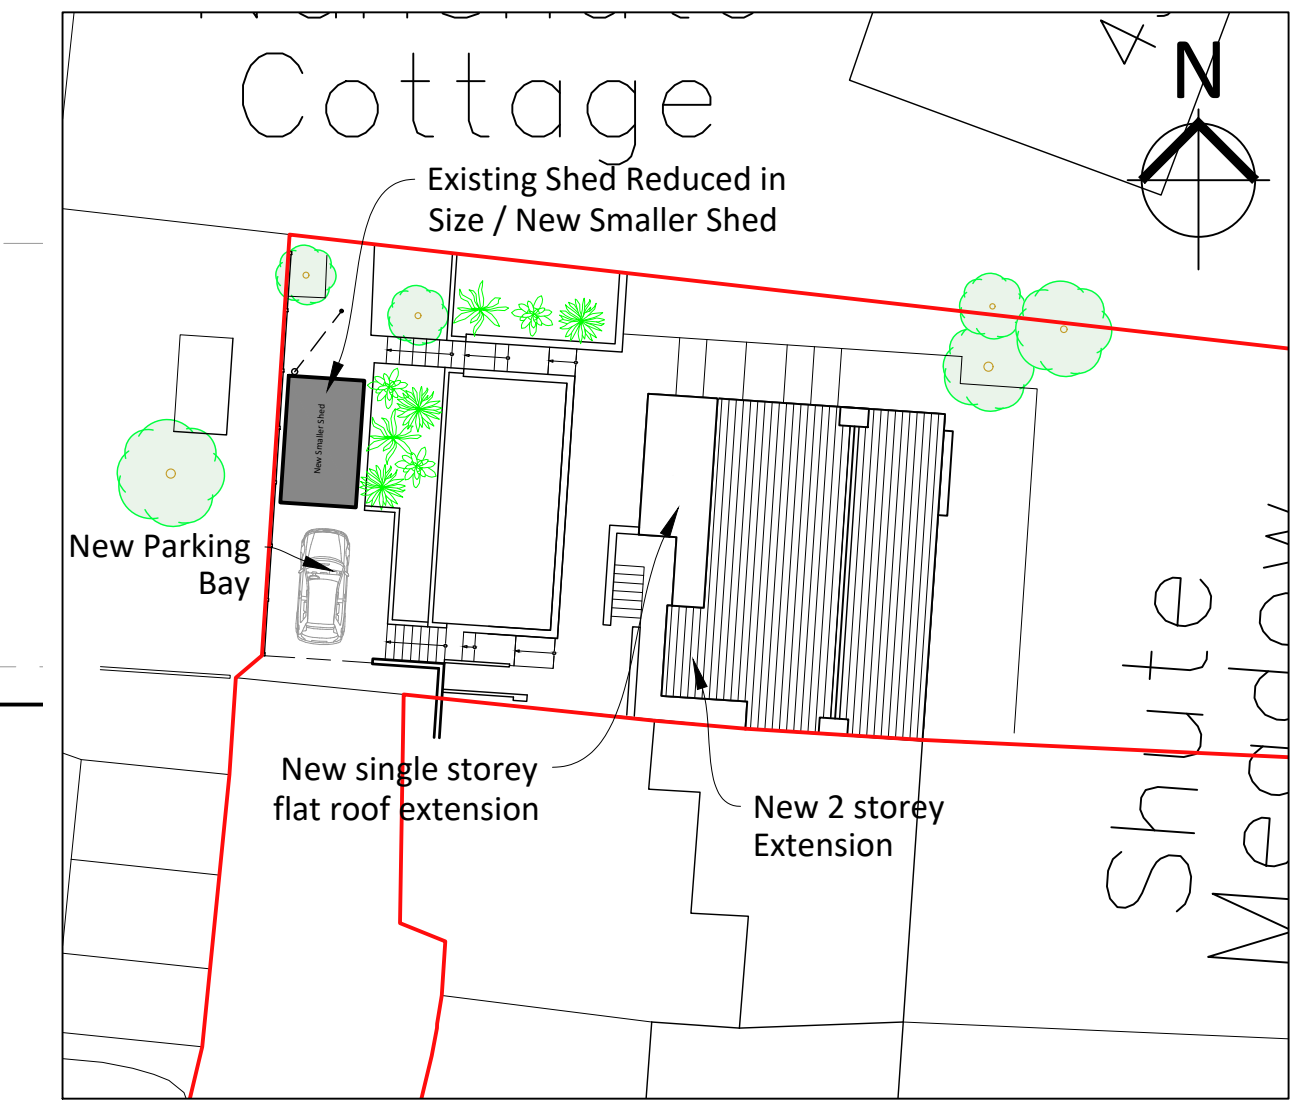 Cottage
N
Existing Shed Reduced in
Size / New Smaller Shed
New Smaller Shed
New Parking
Bay
New single storey
flat roof extension
New 2 storey
Extension
Shute
Meadow